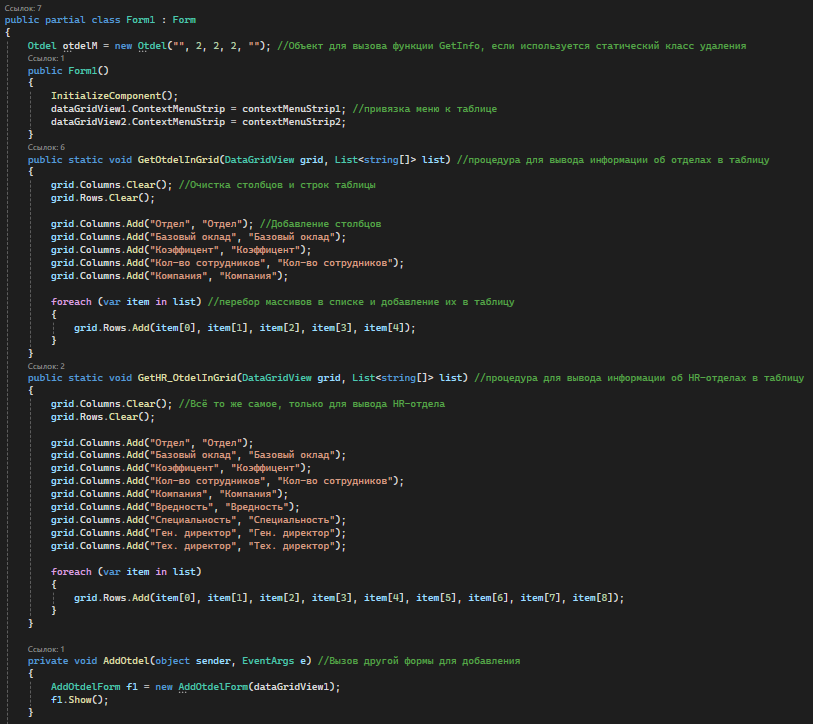 Ссылок: 7
public partial class Form1 : Form
{
Otdel otdelM = new Otdel("", 2, 2, 2, ""); //Объект для вызова функции GetInfo, если используется статический класс удаления
Ссылок: 1
public Form1()
{
InitializeComponent();
dataGridView1.ContextMenuStrip = contextMenuStrip1; //привязка меню к таблице
dataGridView2.ContextMenuStrip = contextMenuStrip2;
}
Ссылок: 6
public static void GetOtdelInGrid(DataGridView grid, List<string[]> list) //процедура для вывода информации об отделах в таблицу
{
grid.Columns.Clear(); //Очистка столбцов и строк таблицы
grid.Rows.Clear();
grid.Columns.Add("Отдел", "Отдел"); //Добавление столбцов
grid.Columns.Add("Базовый оклад", "Базовый оклад");
grid.Columns.Add("Коэффицент", "Коэффицент");
grid.Columns.Add("Кол-во сотрудников", "Кол-во сотрудников");
grid.Columns.Add("Компания", "Компания");
foreach (var item in list) //перебор массивов в списке и добавление их в таблицу
{
grid.Rows.Add(item[0], item[1], item[2], item[3], item[4]);
}
}
Ссылок: 2
public static void GetHR_OtdelInGrid(DataGridView grid, List<string[]> list) //процедура для вывода информации об HR-отделах в таблицу
{
grid.Columns.Clear(); //Всё то же самое, только для вывода HR-отдела
grid.Rows.Clear();
grid.Columns.Add("Отдел", "Отдел");
grid.Columns.Add("Базовый оклад", "Базовый оклад");
grid.Columns.Add("Коэффицент", "Коэффицент");
grid.Columns.Add("Кол-во сотрудников", "Кол-во сотрудников");
grid.Columns.Add("Компания", "Компания");
grid.Columns.Add("Вредность", "Вредность");
grid.Columns.Add("Специальность", "Специальность");
grid.Columns.Add("Ген. директор", "Ген. директор");
grid.Columns.Add("Тех. директор", "Тех. директор");
foreach (var item in list)
{
grid.Rows.Add(item[0], item[1], item[2], item[3], item[4], item[5], item[6], item[7], item[8]);
}
}
Ссылок: 1
private void AddOtdel(object sender, EventArgs e) //Вызов другой формы для добавления
{
AddOtdelForm f1 = new AddOtdelForm(dataGridView1);
f1.Show();
}